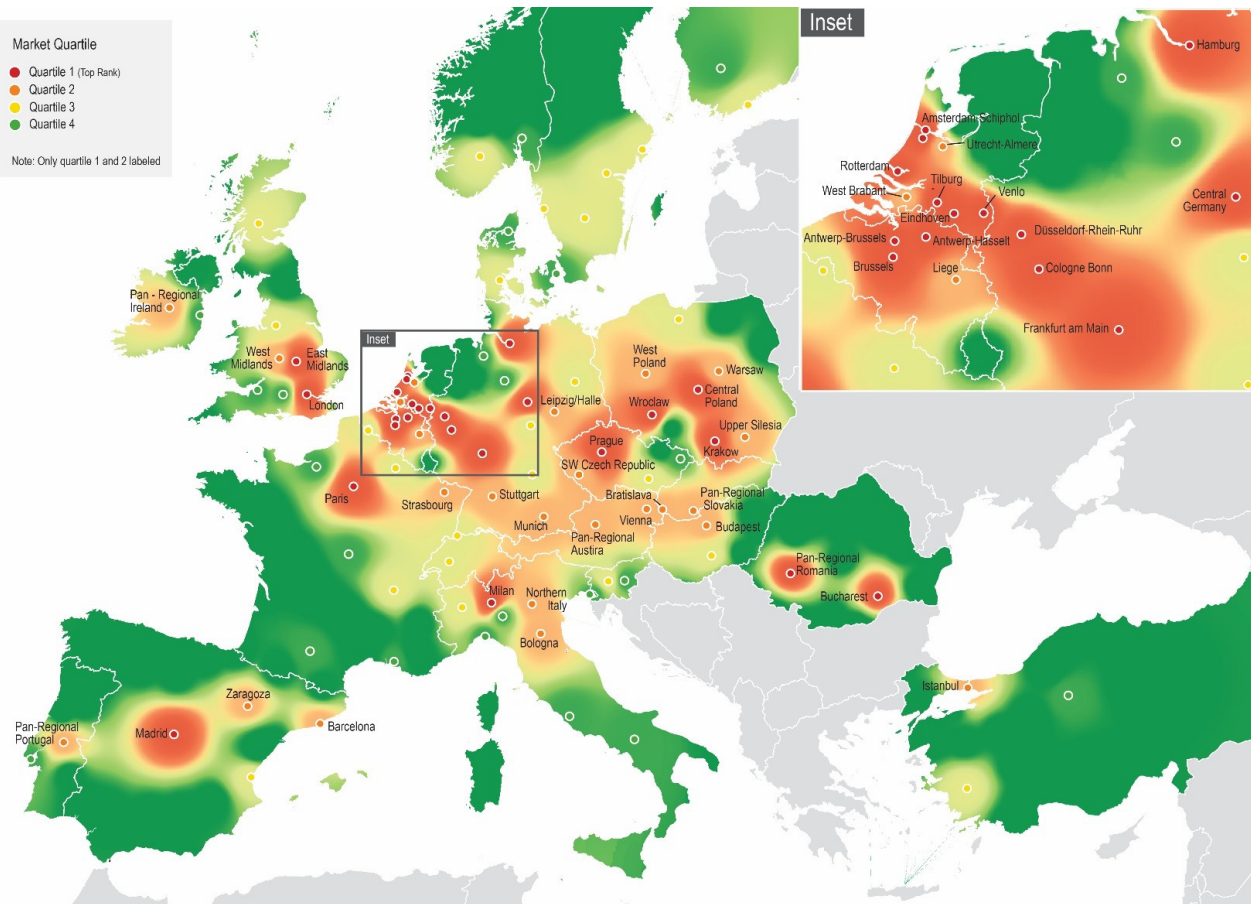 Market Quartile
Quartile 1 (Top Rank)
Quartile 2
Quartile 3
Quartile 4
Note: Only quartile 1 and 2 labeled
Inset
Hamburg
Amsterdam-Schiphol
Utrecht-Almere
Rotterdam
Tilburg
West Brabant
Venlo
Eindhoven
Central
Germany
Antwerp-Brussels
Antwerp-Hasselt
Düsseldorf-Rhein-Ruhr
Brussels
Liege
Cologne Bonn
Frankfurt am Main
Pan - Regional
Ireland
West
Midlands
East
Midlands
London
Inset
Leipzig/Halle
West
Poland
Warsaw
Central
Poland
Wroclaw
Upper Silesia
Krakow
Prague
SW Czech Republic
Paris
Strasbourg
Stuttgart
Munich
Bratislava
Vienna
Pan-Regional
Slovakia
Budapest
Pan-Regional
Austira
Pan-Regional
Romania
Bucharest
Milan
Northern
Italy
Bologna
Zaragoza
Barcelona
Madrid
Pan-Regional
Portugal
Istanbul